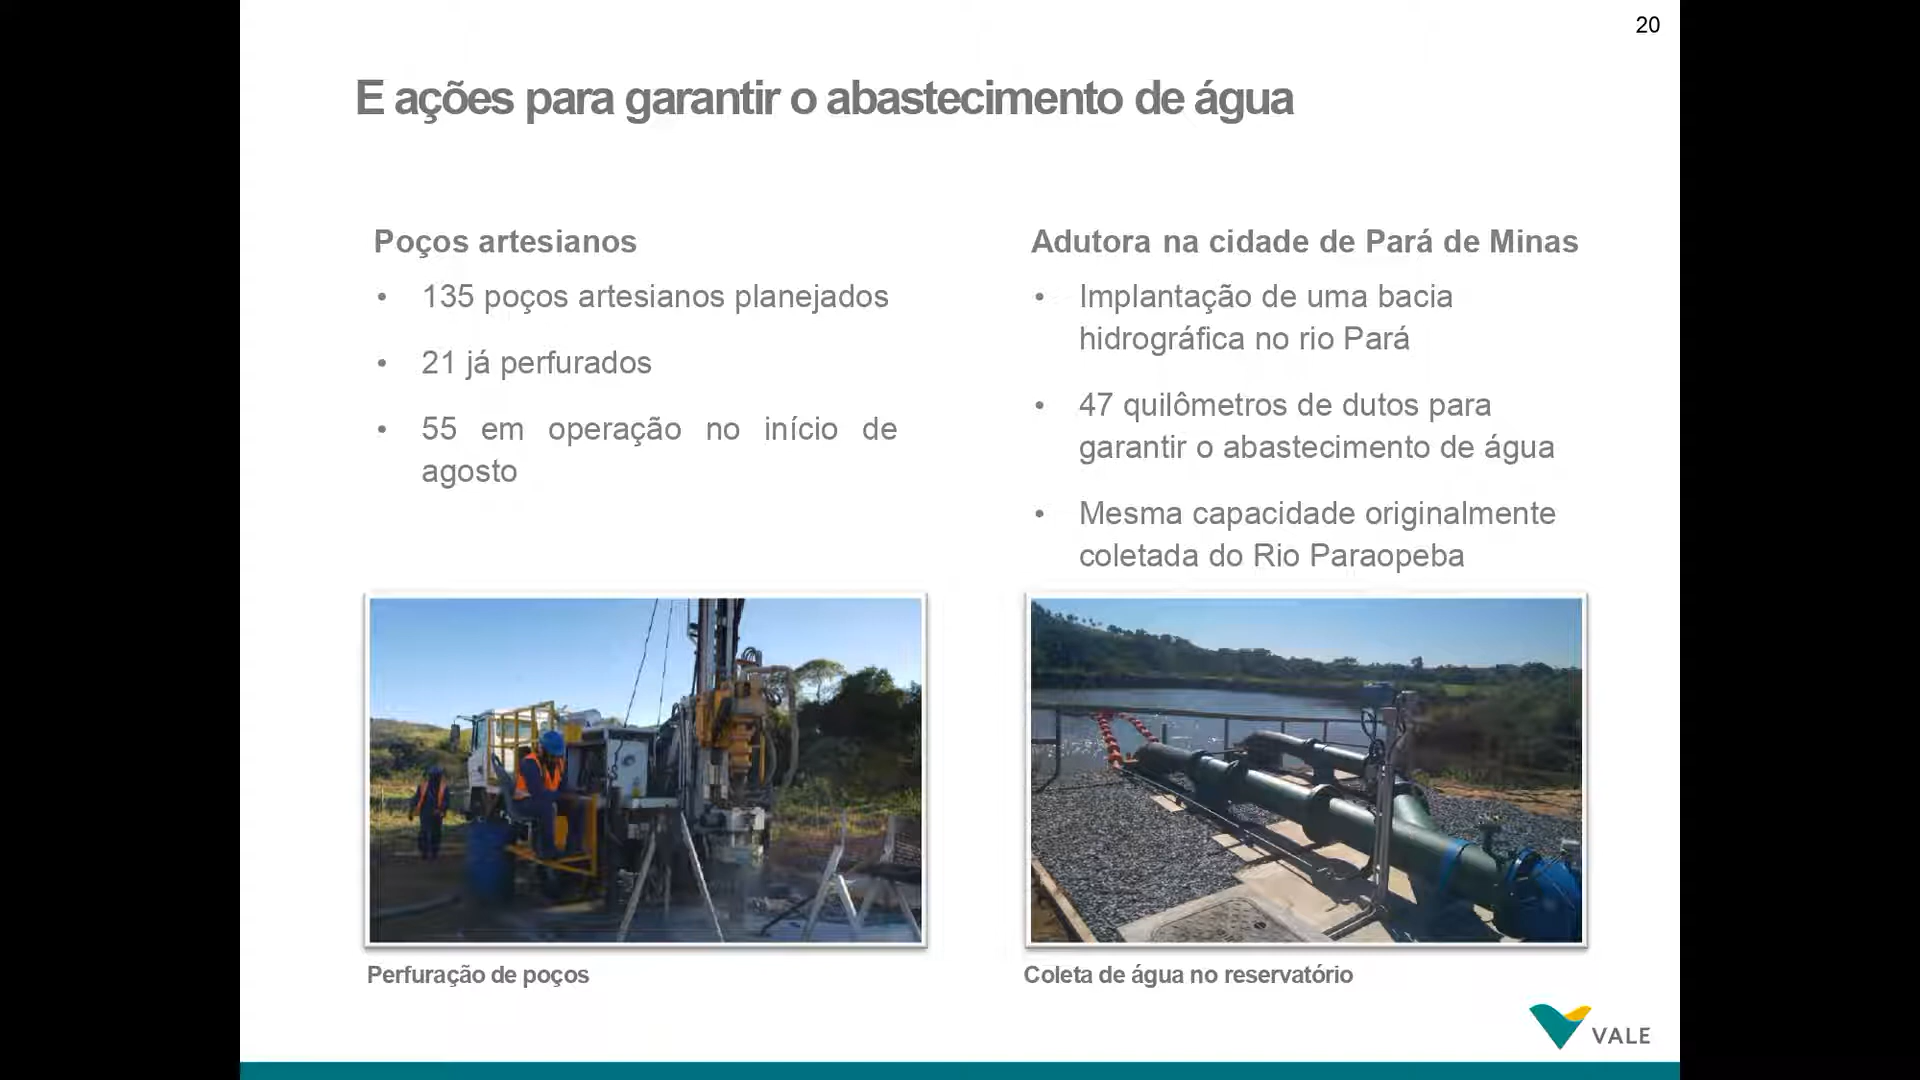 20
E ações para garantir o abastecimento de água
Poços artesianos
• 135 poços artesianos planejados
• 21 já perfurados
• 55 em operação no início de
agosto
Adutora na cidade de Pará de Minas
• Implantação de uma bacia
hidrográfica no rio Pará
• 47 quilômetros de dutos para
garantir o abastecimento de água
• Mesma capacidade originalmente
coletada do Rio Paraopeba
Perfuração de poços
Coleta de água no reservatório
VALE